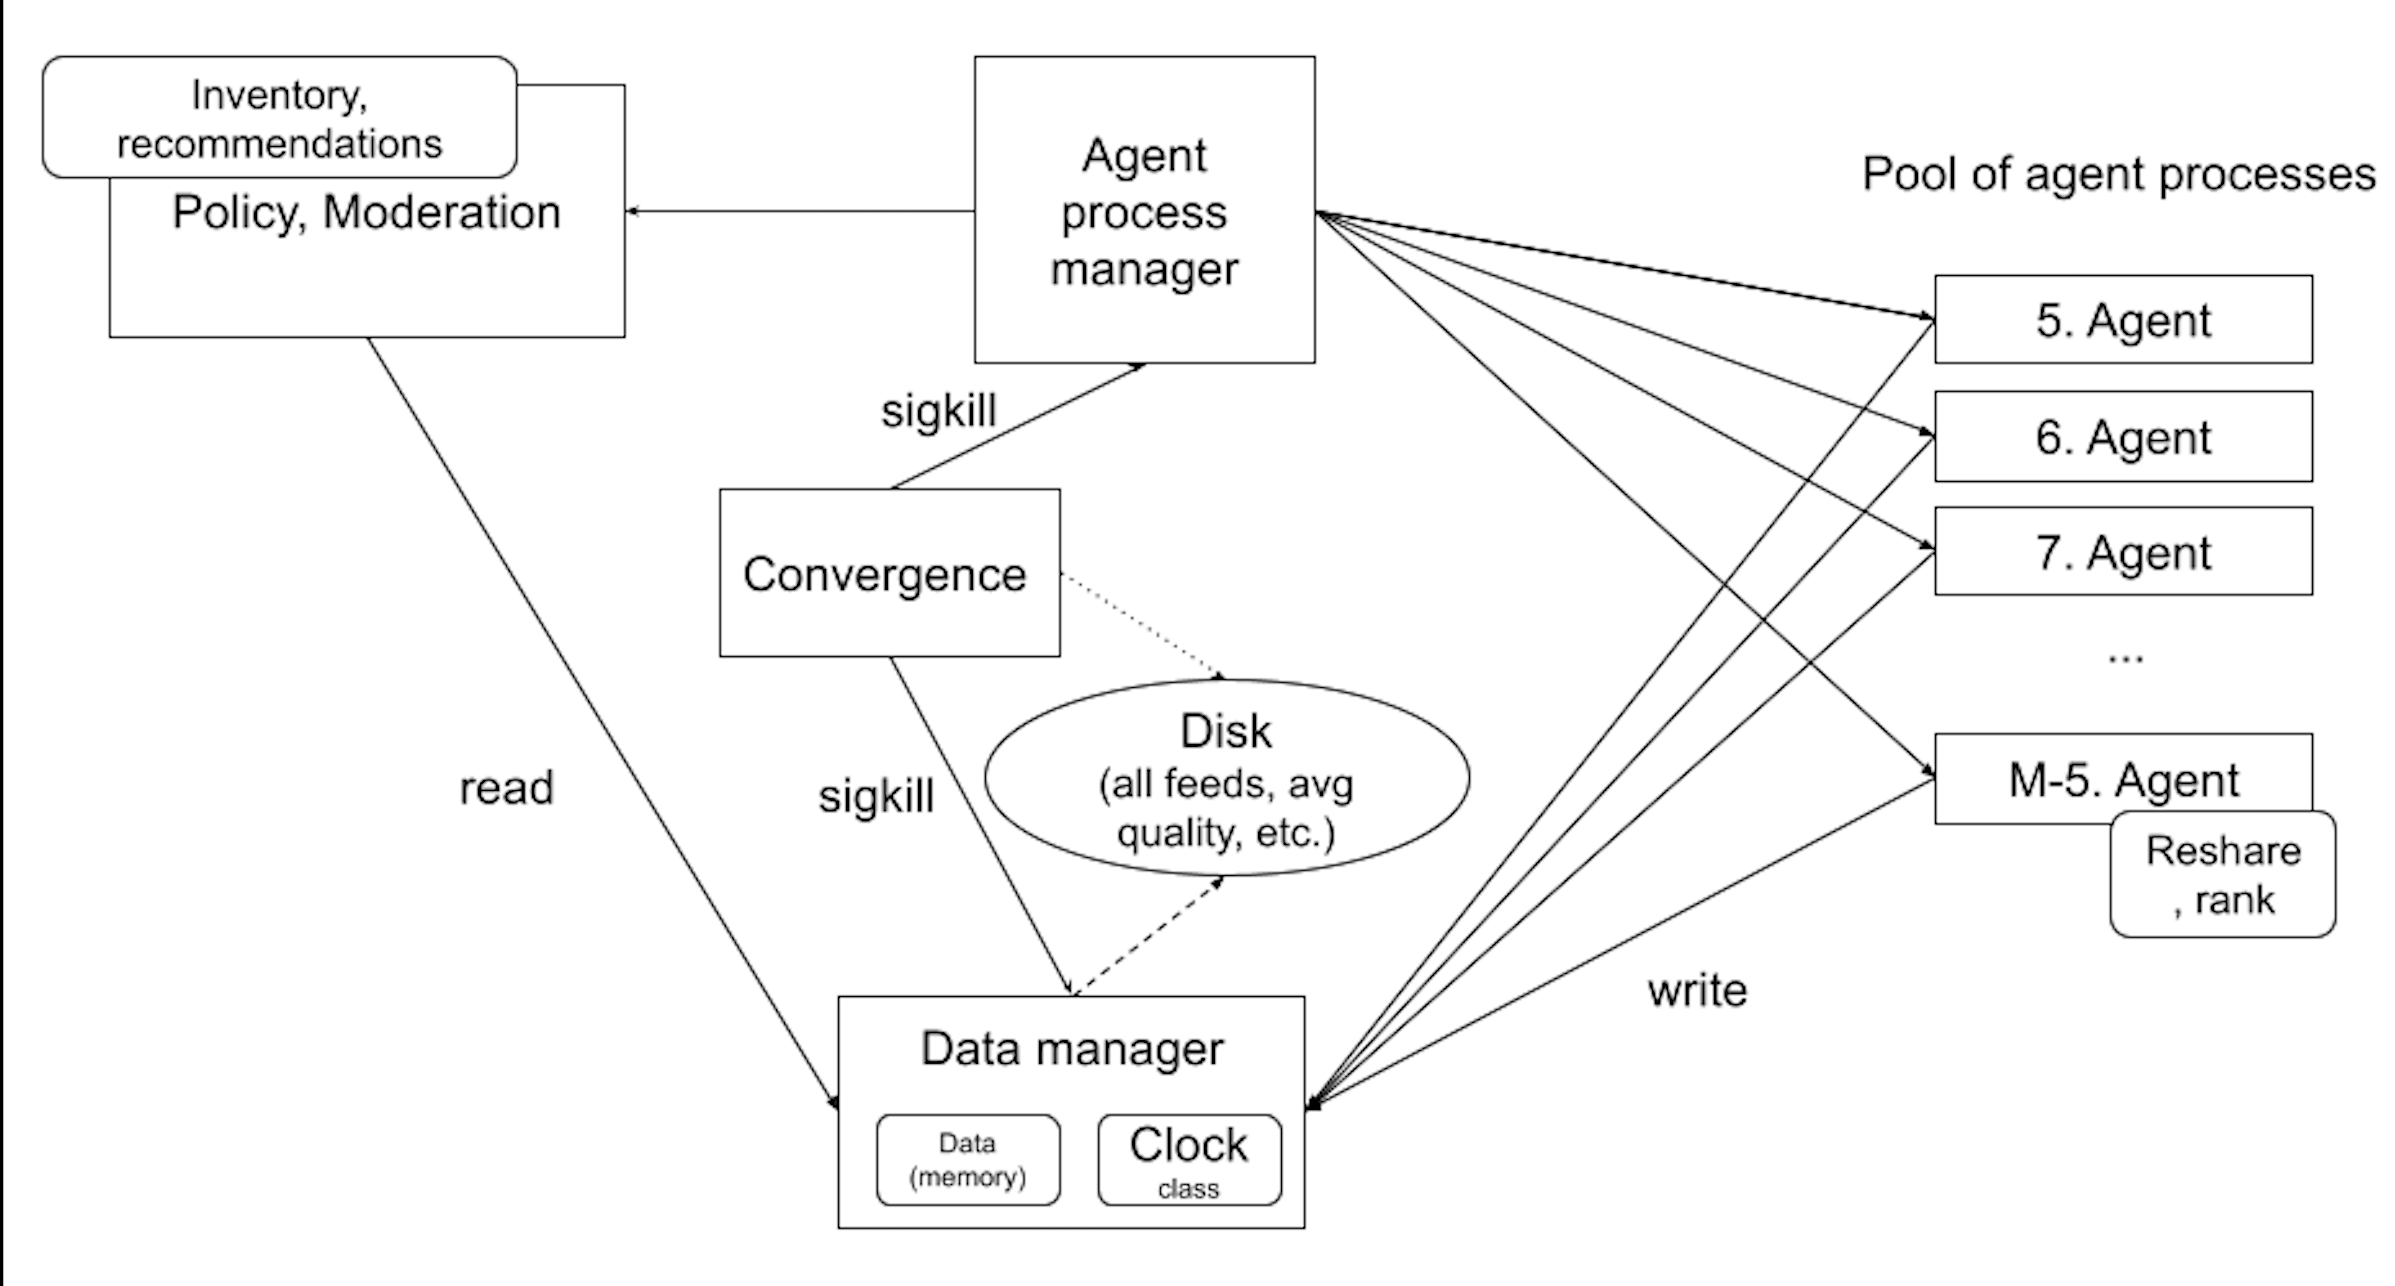 Inventory,
recommendations
Policy, Moderation
Agent
process
manager
Pool of agent processes
5. Agent
6. Agent
7. Agent
...
M-5. Agent
Reshare
, rank
sigkill
Convergence
Disk
(all feeds, avg
quality, etc.)
read
sigkill
write
Data manager
Data
(memory)
Clock
class